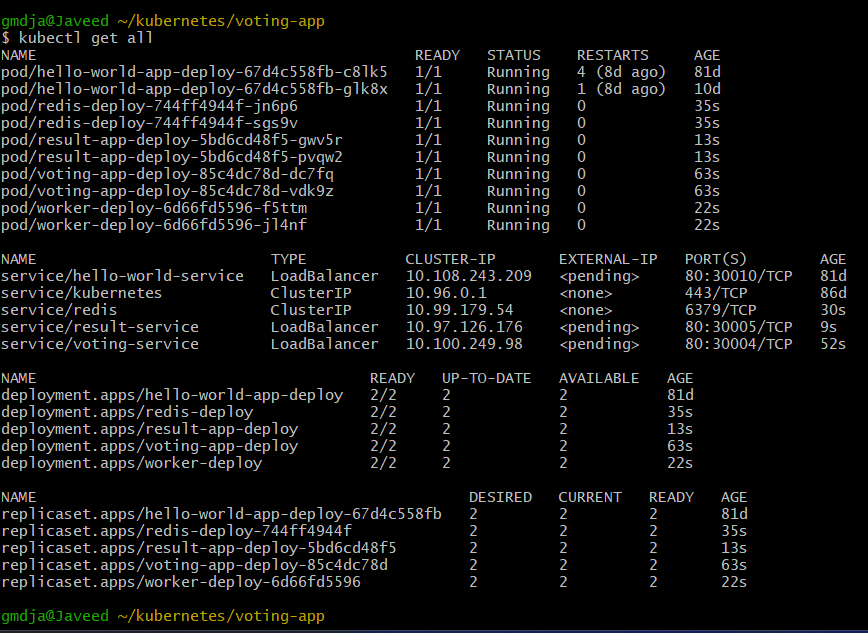 gmdja@Javeed ~/kubernetes/voting-app
$ kubectl get all
NAME READY STATUS RESTARTS AGE
pod/hello-world-app-deploy-67d4c558fb-c8lk5 1/1 Running 4 (8d ago) 81d
pod/hello-world-app-deploy-67d4c558fb-glk8x 1/1 Running 1 (8d ago) 10d
pod/redis-deploy-744ff4944f-jn6p6 1/1 Running 0 35s
pod/redis-deploy-744ff4944f-sgs9v 1/1 Running 0 35s
pod/result-app-deploy-5bd6cd48f5-gwv5r 1/1 Running 0 13s
pod/result-app-deploy-5bd6cd48f5-pvqw2 1/1 Running 0 13s
pod/voting-app-deploy-85c4dc78d-dc7fq 1/1 Running 0 63s
pod/voting-app-deploy-85c4dc78d-vdk9z 1/1 Running 0 63s
pod/worker-deploy-6d66fd5596-f5ttm 1/1 Running 0 22s
pod/worker-deploy-6d66fd5596-jl4nf 1/1 Running 0 22s
NAME TYPE CLUSTER-IP EXTERNAL-IP PORT(S) AGE
service/hello-world-service LoadBalancer 10.108.243.209 <pending> 80:30010/TCP 81d
service/kubernetes ClusterIP 10.96.0.1 <none> 443/TCP 86d
service/redis ClusterIP 10.99.179.54 <none> 6379/TCP 30s
service/result-service LoadBalancer 10.97.126.176 <pending> 80:30005/TCP 9s
service/voting-service LoadBalancer 10.100.249.98 <pending> 80:30004/TCP 52s
NAME READY UP-TO-DATE AVAILABLE AGE
deployment.apps/hello-world-app-deploy 2/2 2 2 81d
deployment.apps/redis-deploy 2/2 2 2 35s
deployment.apps/result-app-deploy 2/2 2 2 13s
deployment.apps/voting-app-deploy 2/2 2 2 63s
deployment.apps/worker-deploy 2/2 2 2 22s
NAME DESIRED CURRENT READY AGE
replicaset.apps/hello-world-app-deploy-67d4c558fb 2 2 2 81d
replicaset.apps/redis-deploy-744ff4944f 2 2 2 35s
replicaset.apps/result-app-deploy-5bd6cd48f5 2 2 2 13s
replicaset.apps/voting-app-deploy-85c4dc78d 2 2 2 63s
replicaset.apps/worker-deploy-6d66fd5596 2 2 2 22s
gmdja@Javeed ~/kubernetes/voting-app